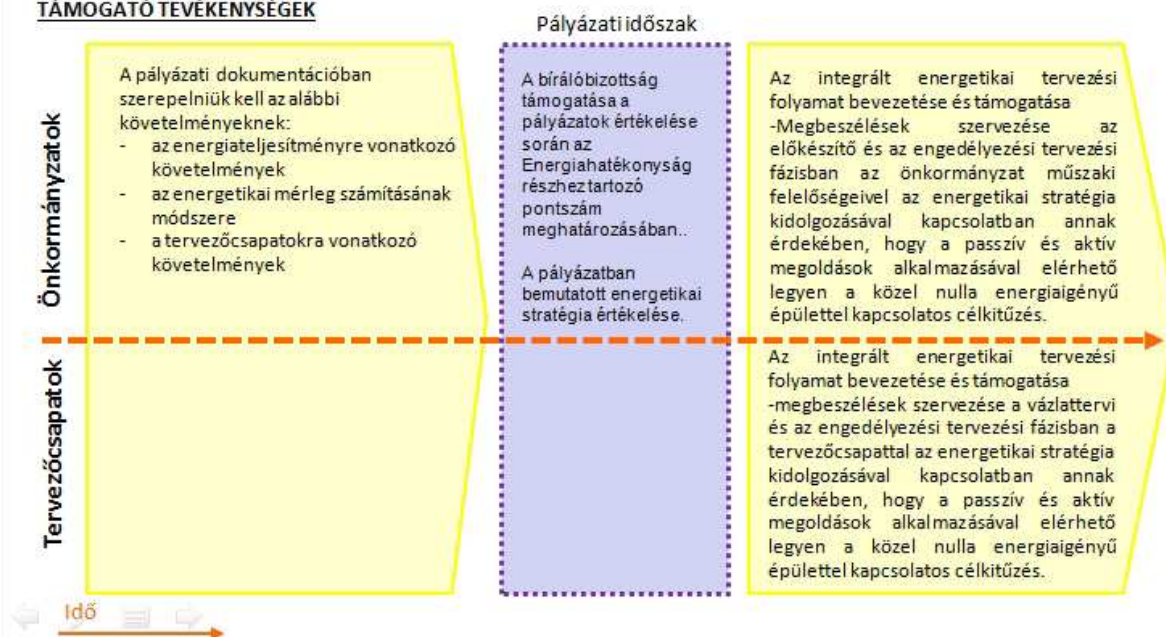 TÁMOGATÓ TEVÉKENYSÉGEK
Pályázati időszak
Önkormányzatok
A pályázati dokumentációban
szerepelniük kell az alábbi
követelményeknek:
- az energiateljesítményre vonatkozó
követelmények
- az energetikai mérleg számításának
módszere
- a tervezőcsapatokra vonatkozó
követelmények
A bírálóbizottság
támogatása a
pályázatok értékelése
során az
Energiahatékonyság
részhez tartozó
pontszám
meghatározásában..
A pályázatban
bemutatott energetikai
stratégia értékelése.
Az integrált energetikai tervezési
folyamat bevezetése és támogatása
-Megbeszélések szervezése az
előkészítő és az engedélyezési tervezési
fázisban az önkormányzat műszaki
felelőségeivel az energetikai stratégia
kidolgozásával kapcsolatban annak
érdekében, hogy a passzív és aktív
megoldások alkalmazásával elérhető
legyen a közel nulla energiaigényű
épülettel kapcsolatos célkitűzés.
Tervezőcsapatok
Az integrált energetikai tervezési
folyamat bevezetése és támogatása
-megbeszélések szervezése a vázlattervi
és az engedélyezési tervezési fázisban a
tervezőcsapattal az energetikai stratégia
kidolgozásával kapcsolatban annak
érdekében, hogy a passzív és aktív
megoldások alkalmazásával elérhető
legyen a közel nulla energiaigényű
épülettel kapcsolatos célkitűzés.
Idő